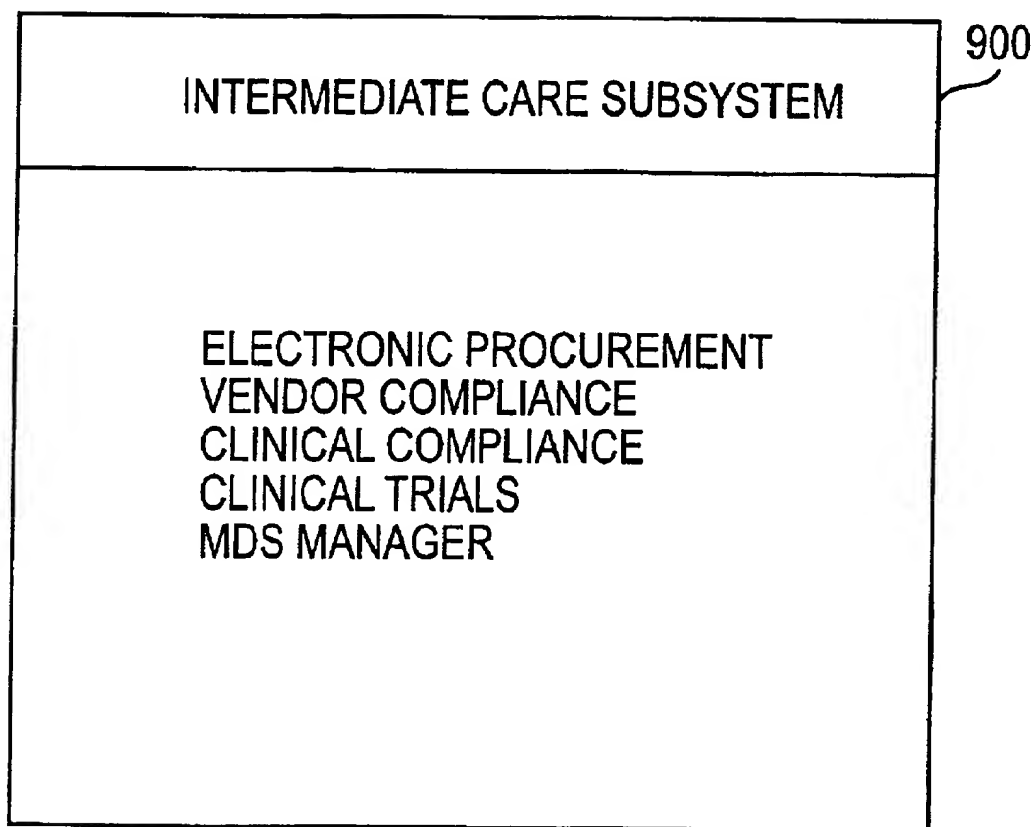 900
INTERMEDIATE CARE SUBSYSTEM
ELECTRONIC PROCUREMENT
VENDOR COMPLIANCE
CLINICAL COMPLIANCE
CLINICAL TRIALS
MDS MANAGER